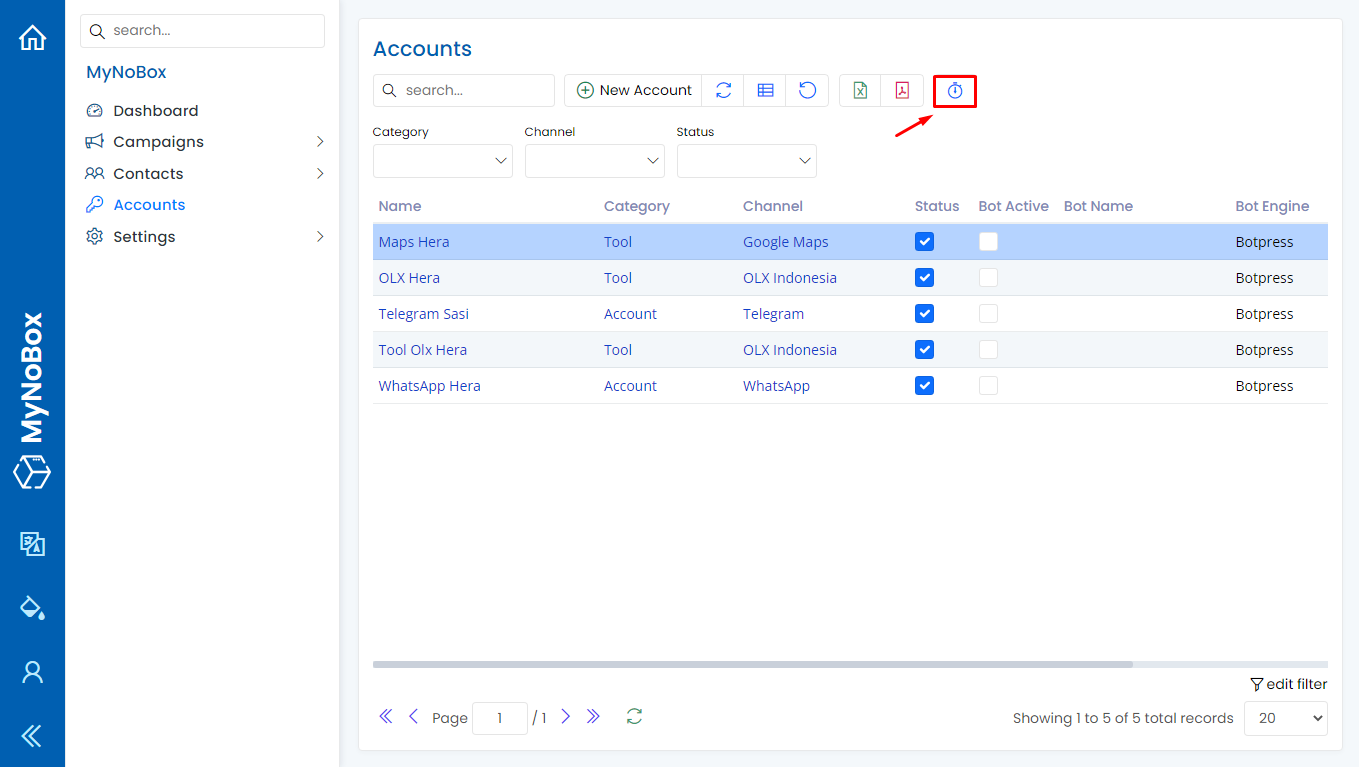 MyNoBox
search...
MyNoBox
Dashboard
Campaigns
Contacts
Accounts
Settings
Accounts
search...
New Account
Category Channel Status
Name Category Channel Status Bot Active Bot Name Bot Engine
Maps Hera Tool Google Maps Botpress
OLX Hera Tool OLX Indonesia Botpress
Telegram Sasi Account Telegram Botpress
Tool Olx Hera Tool OLX Indonesia Botpress
WhatsApp Hera Account WhatsApp Botpress
edit filter
Page 1 / 1 Showing 1 to 5 of 5 total records 20